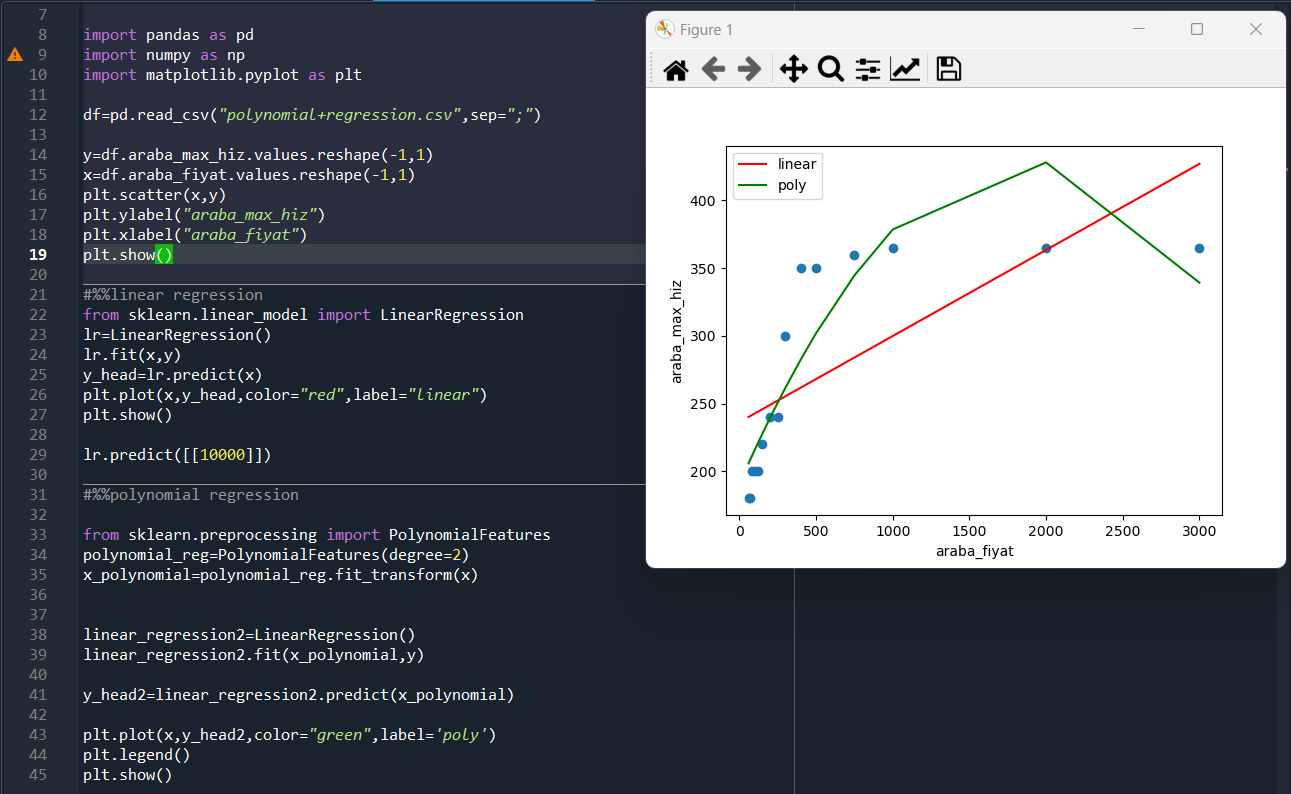 7
8 import pandas as pd
9 import numpy as np
10 import matplotlib.pyplot as plt
11
12 df=pd.read_csv("polynomial+regression.csv",sep=";")
13
14 y=df.araba_max_hiz.values.reshape(-1,1)
15 x=df.araba_fiyat.values.reshape(-1,1)
16 plt.scatter(x,y)
17 plt.ylabel("araba_max_hiz")
18 plt.xlabel("araba_fiyat")
19 plt.show()
20
21 #%%linear regression
22 from sklearn.linear_model import LinearRegression
23 lr=LinearRegression()
24 lr.fit(x,y)
25 y_head=lr.predict(x)
26 plt.plot(x,y_head,color="red",label="linear")
27 plt.show()
28
29 lr.predict([[10000]])
30
31 #%%polynomial regression
32
33 from sklearn.preprocessing import PolynomialFeatures
34 polynomial_reg=PolynomialFeatures(degree=2)
35 x_polynomial=polynomial_reg.fit_transform(x)
36
37
38 linear_regression2=LinearRegression()
39 linear_regression2.fit(x_polynomial,y)
40
41 y_head2=linear_regression2.predict(x_polynomial)
42
43 plt.plot(x,y_head2,color="green",label='poly')
44 plt.legend()
45 plt.show()
Figure 1
linear
poly
400
350
300
250
200
araba_max_hiz
0 500 1000 1500 2000 2500 3000
araba_fiyat